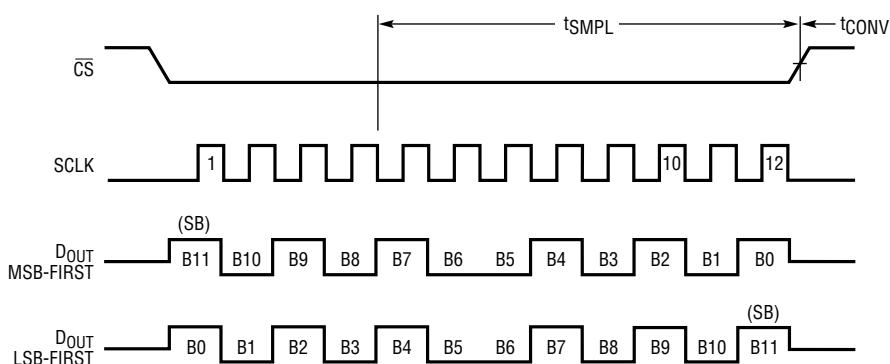 tSMPL tCONV
CS
SCLK 1 10 12
(SB)
DOUT
MSB-FIRST
B11 B10 B9 B8 B7 B6 B5 B4 B3 B2 B1 B0
(SB)
DOUT
LSB-FIRST
B0 B1 B2 B3 B4 B5 B6 B7 B8 B9 B10 B11